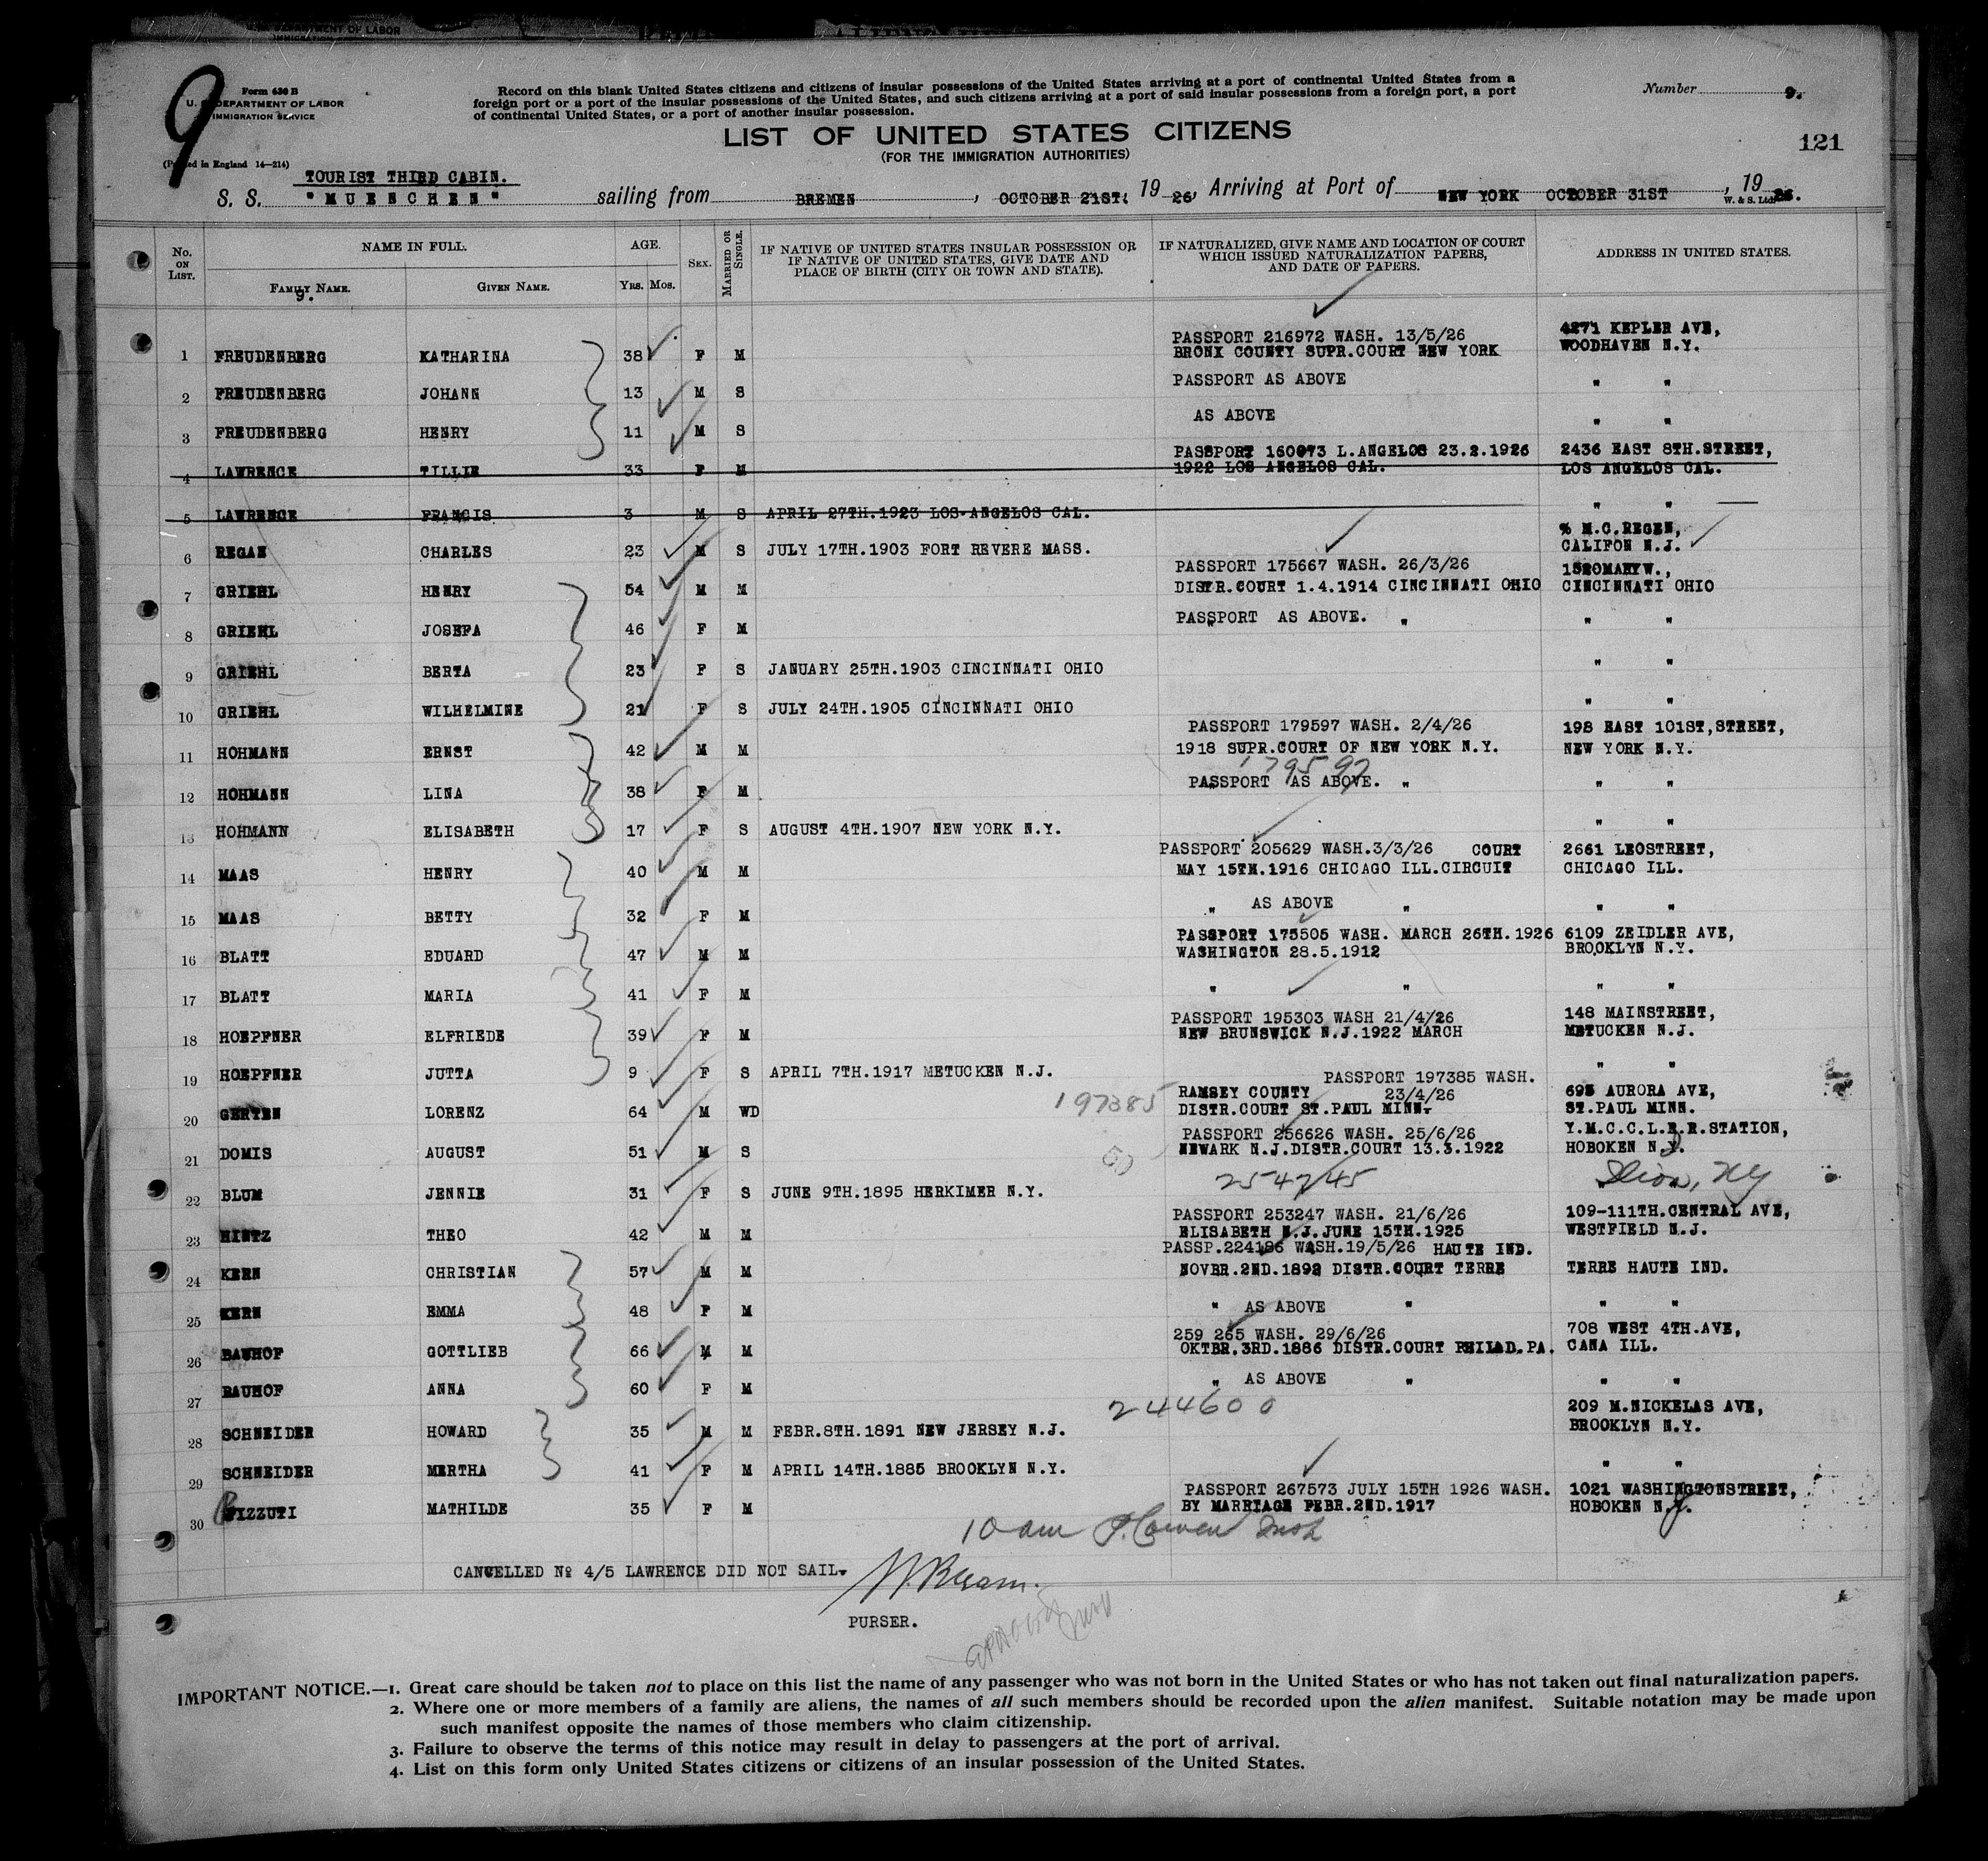 9
Form 630 B
U. S. DEPARTMENT OF LABOR
IMMIGRATION SERVICE
(Printed in England 14—214)
Record on this blank United States citizens and citizens of insular possessions of the United States arriving at a port of continental United States from a
foreign port or a port of the insular possessions of the United States, and such citizens arriving at a port of said insular possessions from a foreign port, a port
of continental United States, or a port of another insular possession.
Number 9.
LIST OF UNITED STATES CITIZENS
(FOR THE IMMIGRATION AUTHORITIES)
121
TOURIST THIRD CABIN.
S. S. "MUENCHEN" sailing from BREMEN, OCTOBER 21ST. 19 26, Arriving at Port of NEW YORK OCTOBER 31ST, 19 26.
W. & S. Ltd.
No. ON LIST. NAME IN FULL. AGE. SEX. MARRIED OR SINGLE. IF NATIVE OF UNITED STATES INSULAR POSSESSION OR IF NATIVE OF UNITED STATES, GIVE DATE AND PLACE OF BIRTH (CITY OR TOWN AND STATE). IF NATURALIZED, GIVE NAME AND LOCATION OF COURT WHICH ISSUED NATURALIZATION PAPERS, AND DATE OF PAPERS. ADDRESS IN UNITED STATES.
FAMILY NAME. GIVEN NAME. YRS. MOS.
9.
PASSPORT 216972 WASH. 13/5/26 4271 KEPLER AVE,
1 FREUDENBERG KATHARINA 38 F M BRONX COUNTY SUPR.COURT NEW YORK WOODHAVEN N.Y.
2 FREUDENBERG JOHANN 13 M S PASSPORT AS ABOVE " "
3 FREUDENBERG HENRY 11 M S AS ABOVE " "
PASSPORT 160073 L.ANGELOS 23.2.1926 2436 EAST 8TH.STREET,
4 LAWRENCE TILLIE 33 F M 1922 LOS ANGELOS CAL. LOS ANGELOS CAL.
5 LAWRENCE FRANCIS 3 M S APRIL 27TH.1923 LOS-ANGELOS CAL. " "
% M.C.REGEN,
6 REGAN CHARLES 23 M S JULY 17TH.1903 FORT REVERE MASS. CALIFON N.J.
PASSPORT 175667 WASH. 26/3/26 1520MARYW.,
7 GRIEHL HENRY 54 M M DISTR.COURT 1.4.1914 CINCINNATI OHIO CINCINNATI OHIO
8 GRIEHL JOSEFA 46 F M PASSPORT AS ABOVE. " " "
9 GRIEHL BERTA 23 F S JANUARY 25TH.1903 CINCINNATI OHIO " "
10 GRIEHL WILHELMINE 21 F S JULY 24TH.1905 CINCINNATI OHIO " "
PASSPORT 179597 WASH. 2/4/26 198 EAST 101ST,STREET,
11 HOHMANN ERNST 42 M M 1918 SUPR.COURT OF NEW YORK N.Y. NEW YORK N.Y.
179597
12 HOHMANN LINA 38 F M PASSPORT AS ABOVE. " " "
13 HOHMANN ELISABETH 17 F S AUGUST 4TH.1907 NEW YORK N.Y. " "
PASSPORT 205629 WASH.3/3/26 COURT 2661 LEOSTREET,
14 MAAS HENRY 40 M M MAY 15TH.1916 CHICAGO ILL.CIRCUIT CHICAGO ILL.
15 MAAS BETTY 32 F M " AS ABOVE " " "
PASSPORT 175505 WASH. MARCH 26TH.1926 6109 ZEIDLER AVE,
16 BLATT EDUARD 47 M M WASHINGTON 28.5.1912 BROOKLYN N.Y.
17 BLATT MARIA 41 F M " " " "
PASSPORT 195303 WASH 21/4/26 148 MAINSTREET,
18 HOEPFNER ELFRIEDE 39 F M NEW BRUNSWICK N.J.1922 MARCH METUCKEN N.J.
19 HOEPFNER JUTTA 9 F S APRIL 7TH.1917 METUCKEN N.J. " "
PASSPORT 197385 WASH.
RAMSEY COUNTY 23/4/26 695 AURORA AVE,
20 GERTEN LORENZ 64 M WD 197385 DISTR.COURT ST.PAUL MINN. ST.PAUL MINN.
PASSPORT 256626 WASH. 25/6/26 Y.M.C.C.L.R.R.STATION,
21 DOMIS AUGUST 51 M S NEWARK N.J.DISTR.COURT 13.3.1922 HOBOKEN N.J.
22 BLUM JENNIE 31 F S JUNE 9TH.1895 HERKIMER N.Y. 254245 Ilion, NY
PASSPORT 253247 WASH. 21/6/26 109-111TH.CENTRAL AVE,
23 HINTZ THEO 42 M M ELISABETH N.J.JUNE 15TH.1925 WESTFIELD N.J.
PASSP.224186 WASH.19/5/26 HAUTE IND.
24 KERN CHRISTIAN 57 M M NOVBR.2ND.1892 DISTR.COURT TERRE TERRE HAUTE IND.
25 KERN EMMA 48 F M " AS ABOVE " " "
259 265 WASH. 29/6/26 708 WEST 4TH.AVE,
26 BAUHOF GOTTLIEB 66 M M OKTBR.3RD.1886 DISTR.COURT PHILAD.PA. CANA ILL.
27 BAUHOF ANNA 60 F M " AS ABOVE " " "
244600 209 M.NICKELAS AVE,
28 SCHNEIDER HOWARD 35 M M FEBR.8TH.1891 NEW JERSEY N.J. BROOKLYN N.Y.
29 SCHNEIDER MERTHA 41 F M APRIL 14TH.1885 BROOKLYN N.Y. " "
PASSPORT 267573 JULY 15TH 1926 WASH. 1021 WASHINGTONSTREET,
30 PIZZUTI MATHILDE 35 F M BY MARRIAGE FEBR.2ND.1917 HOBOKEN N.J.
10 am
CANCELLED Nº 4/5 LAWRENCE DID NOT SAIL.
PURSER.
IMPORTANT NOTICE.—1. Great care should be taken not to place on this list the name of any passenger who was not born in the United States or who has not taken out final naturalization papers.
2. Where one or more members of a family are aliens, the names of all such members should be recorded upon the alien manifest. Suitable notation may be made upon
such manifest opposite the names of those members who claim citizenship.
3. Failure to observe the terms of this notice may result in delay to passengers at the port of arrival.
4. List on this form only United States citizens or citizens of an insular possession of the United States.